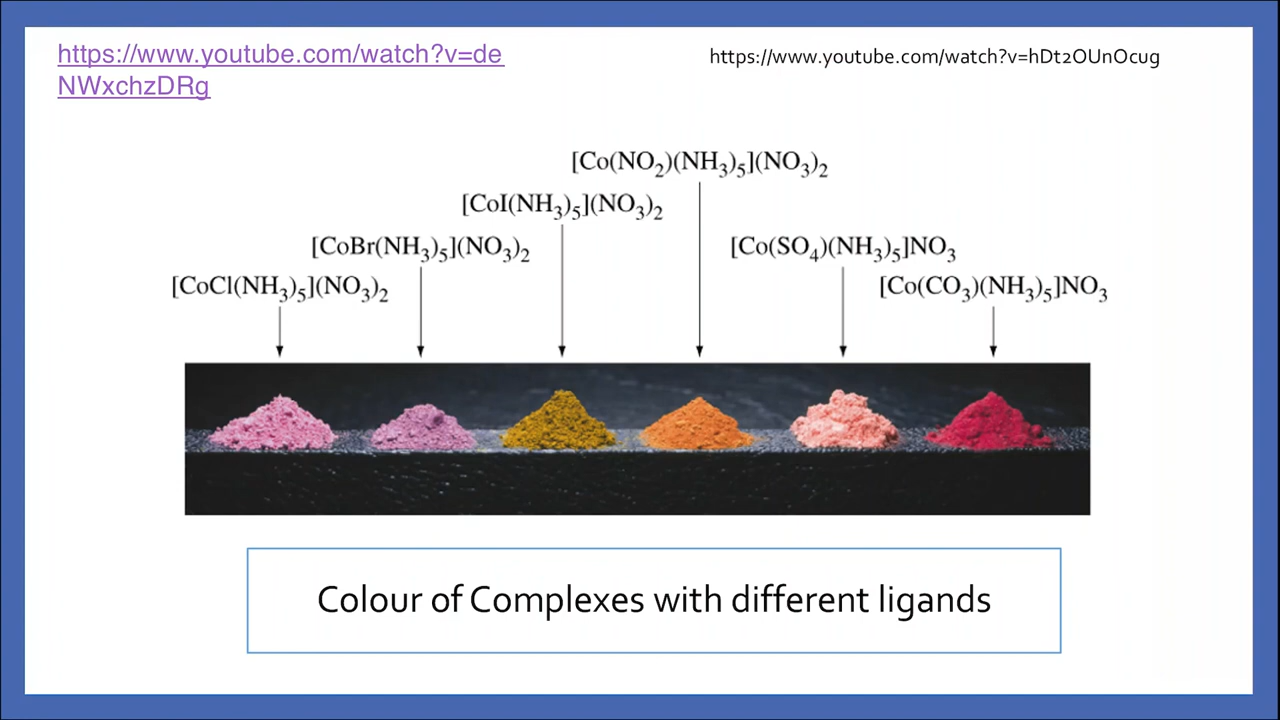 https://www.youtube.com/watch?v=de
NWxchzDRg
https://www.youtube.com/watch?v=hDt2OUnOcug
[Co(NO₂)(NH₃)₅](NO₃)₂
[CoI(NH₃)₅](NO₃)₂
[CoBr(NH₃)₅](NO₃)₂
[Co(SO₄)(NH₃)₅]NO₃
[CoCl(NH₃)₅](NO₃)₂
[Co(CO₃)(NH₃)₅]NO₃
Colour of Complexes with different ligands